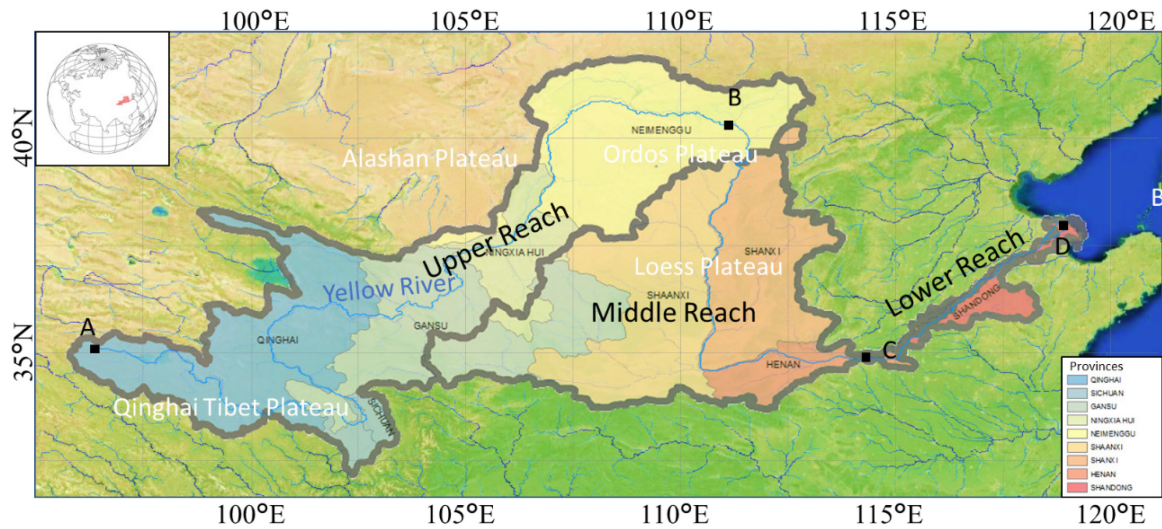 100°E 105°E 110°E 115°E 120°E
40°N
35°N
B
NEIMENGGU
Alashan Plateau
Ordos Plateau
B
Upper Reach
NINGXIA HUI
SHANXI
Loess Plateau
Lower Reach
D
Yellow River
SHAANXI
Middle Reach
SHANDONG
A
QINGHAI
GANSU
C
HENAN
Qinghai Tibet Plateau
SICHUAN
Provinces
QINGHAI
SICHUAN
GANSU
NINGXIA HUI
NEIMENGGU
SHAANXI
SHANXI
HENAN
SHANDONG
100°E 105°E 110°E 115°E 120°E